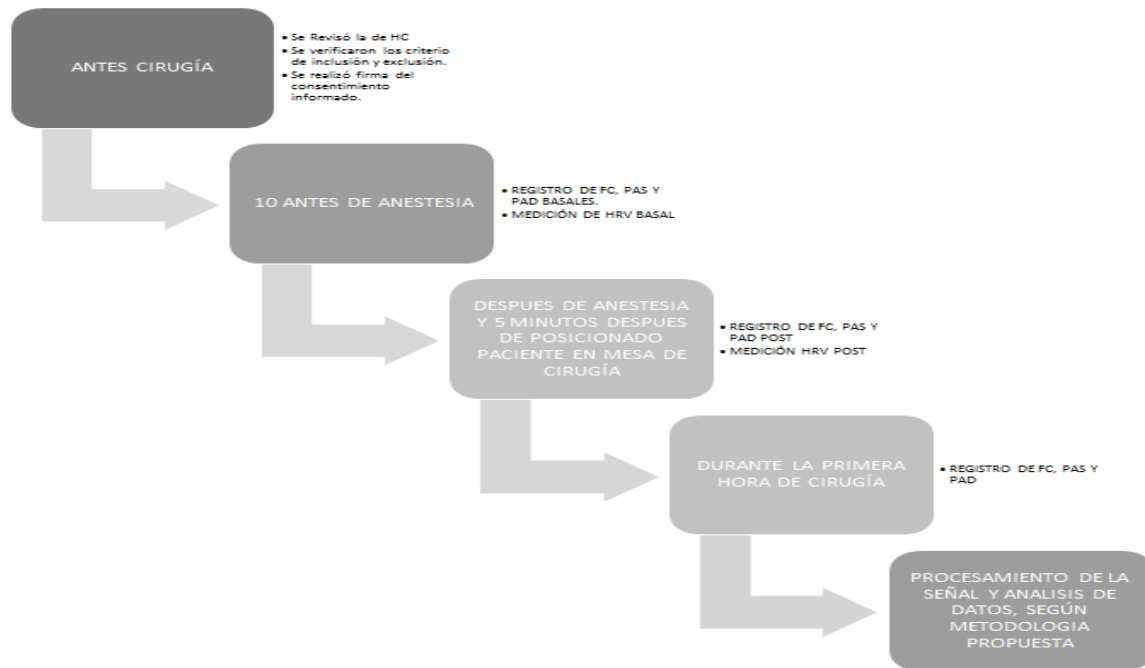 ANTES CIRUGÍA
• Se Revisó la de HC
• Se verificaron los criterio
de inclusión y exclusión.
• Se realizó firma del
consentimiento
informado.
10 ANTES DE ANESTESIA
• REGISTRO DE FC, PAS Y
PAD BASALES.
• MEDICIÓN DE HRV BASAL
DESPUES DE ANESTESIA
Y 5 MINUTOS DESPUES
DE POSICIONADO
PACIENTE EN MESA DE
CIRUGÍA
• REGISTRO DE FC, PAS Y
PAD POST
• MEDICIÓN HRV POST
DURANTE LA PRIMERA
HORA DE CIRUGÍA
• REGISTRO DE FC, PAS Y
PAD
PROCESAMIENTO DE LA
SEÑAL Y ANALISIS DE
DATOS, SEGÚN
METODOLOGIA
PROPUESTA